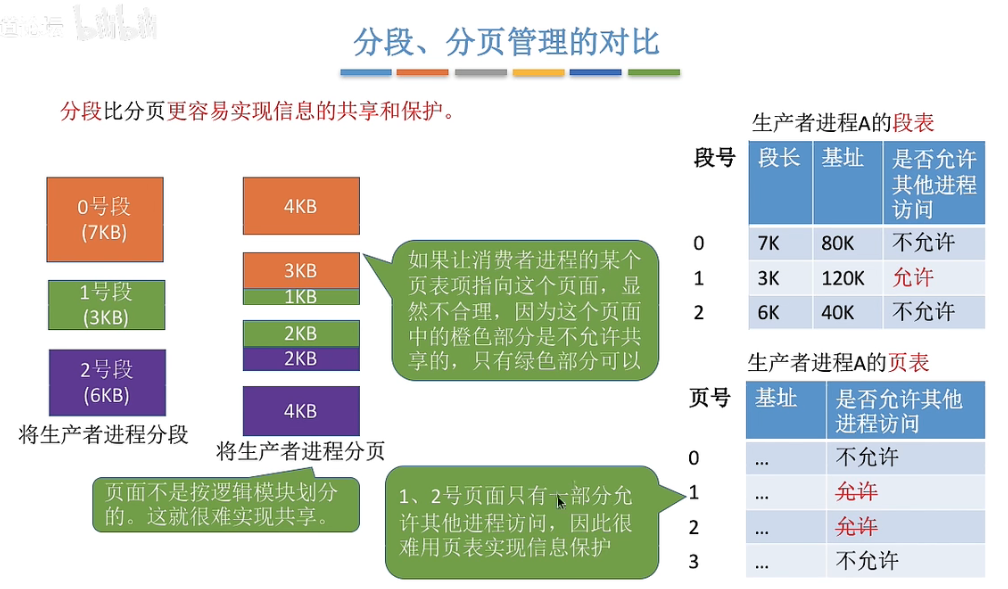 bilibili
分段、分页管理的对比
分段比分页更容易实现信息的共享和保护。
0号段
(7KB)
1号段
(3KB)
2号段
(6KB)
将生产者进程分段
4KB
3KB
1KB
2KB
2KB
4KB
将生产者进程分页
页面不是按逻辑模块划分
的。这就很难实现共享。
如果让消费者进程的某个
页表项指向这个页面，显
然不合理，因为这个页面
中的橙色部分是不允许共
享的，只有绿色部分可以
1、2号页面只有一部分允
许其他进程访问，因此很
难用页表实现信息保护
生产者进程A的段表
段号 段长 基址 是否允许
其他进程
访问
0 7K 80K 不允许
1 3K 120K 允许
2 6K 40K 不允许
生产者进程A的页表
页号 基址 是否允许其他
进程访问
0 ... 不允许
1 ... 允许
2 ... 允许
3 ... 不允许